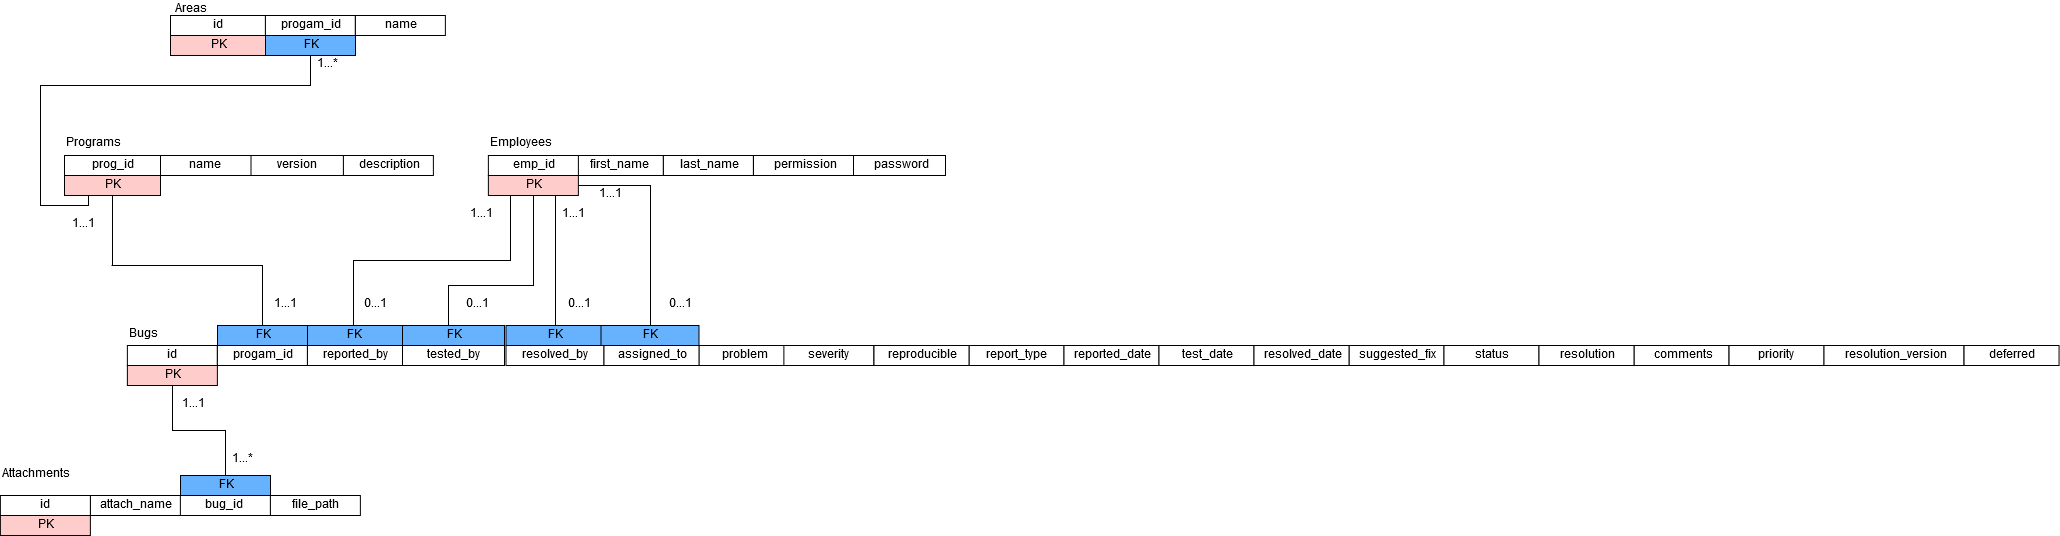 Areas
id progam_id name
PK FK
1...*
Programs Employees
prog_id name version description emp_id first_name last_name permission password
PK PK
1...1
1...1 1...1
1...1
1...1 0...1 0...1 0...1 0...1
Bugs FK FK FK FK FK
id progam_id reported_by tested_by resolved_by assigned_to problem severity reproducible report_type reported_date test_date resolved_date suggested_fix status resolution comments priority resolution_version deferred
PK
1...1
1...*
Attachments
FK
id attach_name bug_id file_path
PK